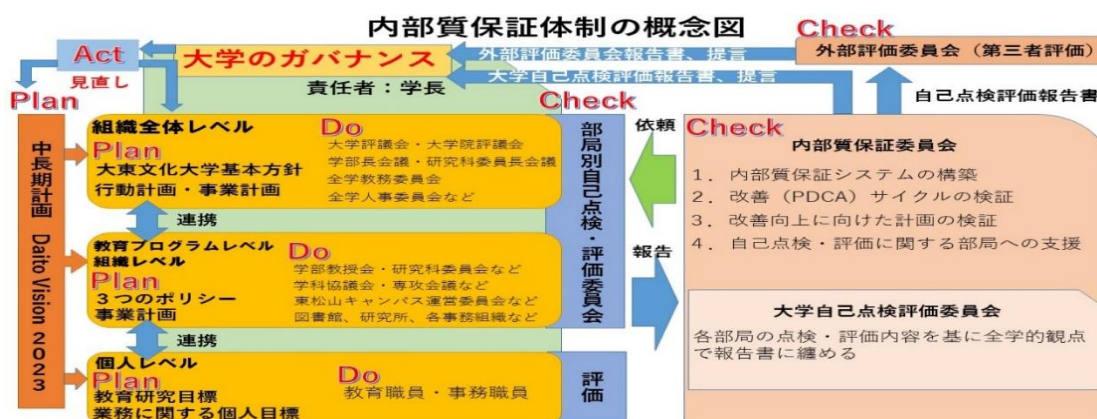 内部質保証体制の概念図
Check
Act
見直し
大学のガバナンス
外部評価委員会報告書、提言
外部評価委員会（第三者評価）
大学自己点検評価報告書、提言
責任者：学長
自己点検評価報告書
Plan
中長期計画 Daito Vision 2023
組織全体レベル
Plan
大東文化大学基本方針
行動計画・事業計画
Do
大学評議会・大学院評議会
学部長会議・研究科委員長会議
全学教務委員会
全学人事委員会など
連携
教育プログラムレベル
組織レベル
Plan
３つのポリシー
事業計画
Do
学部教授会・研究科委員会など
学科協議会・専攻会議など
東松山キャンパス運営委員会など
図書館、研究所、各事務組織など
連携
個人レベル
Plan
教育研究目標
業務に関する個人目標
Do
教育職員・事務職員
Check
部局別自己点検・評価委員会
評価
依頼
報告
Check
内部質保証委員会
1．内部質保証システムの構築
2．改善（PDCA）サイクルの検証
3．改善向上に向けた計画の検証
4．自己点検・評価に関する部局への支援
大学自己点検評価委員会
各部局の点検・評価内容を基に全学的観点
で報告書に纏める